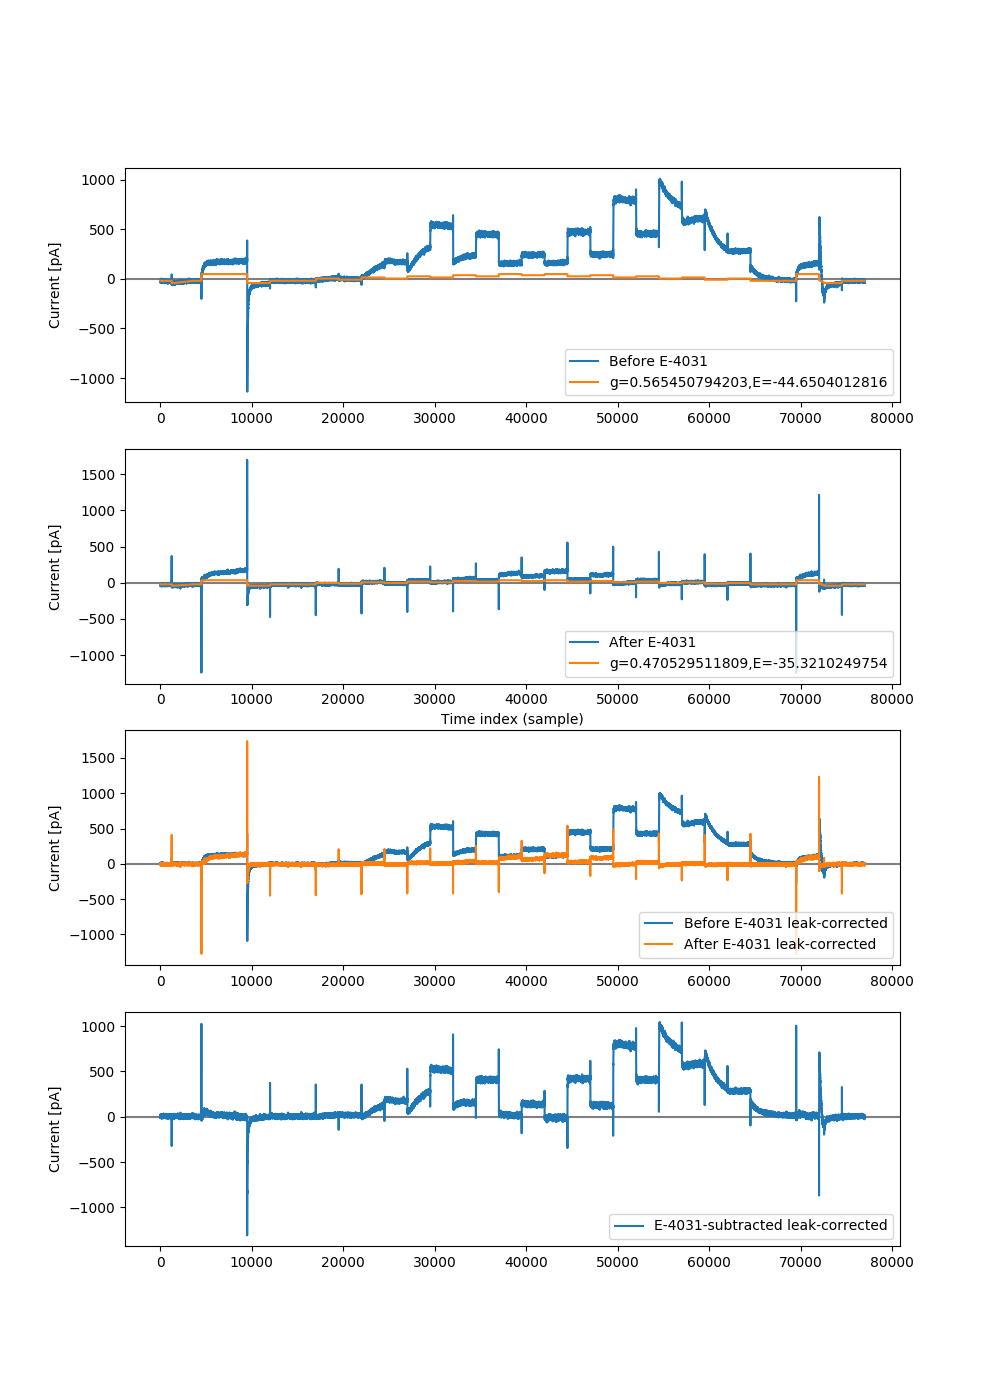 1000
500
0
−500
−1000
Current [pA]
Before E-4031
g=0.565450794203,E=-44.6504012816
0 10000 20000 30000 40000 50000 60000 70000 80000
1500
1000
500
0
−500
−1000
Current [pA]
After E-4031
g=0.470529511809,E=-35.3210249754
0 10000 20000 30000 40000 50000 60000 70000 80000
Time index (sample)
1500
1000
500
0
−500
−1000
Current [pA]
Before E-4031 leak-corrected
After E-4031 leak-corrected
0 10000 20000 30000 40000 50000 60000 70000 80000
1000
500
0
−500
−1000
Current [pA]
E-4031-subtracted leak-corrected
0 10000 20000 30000 40000 50000 60000 70000 80000